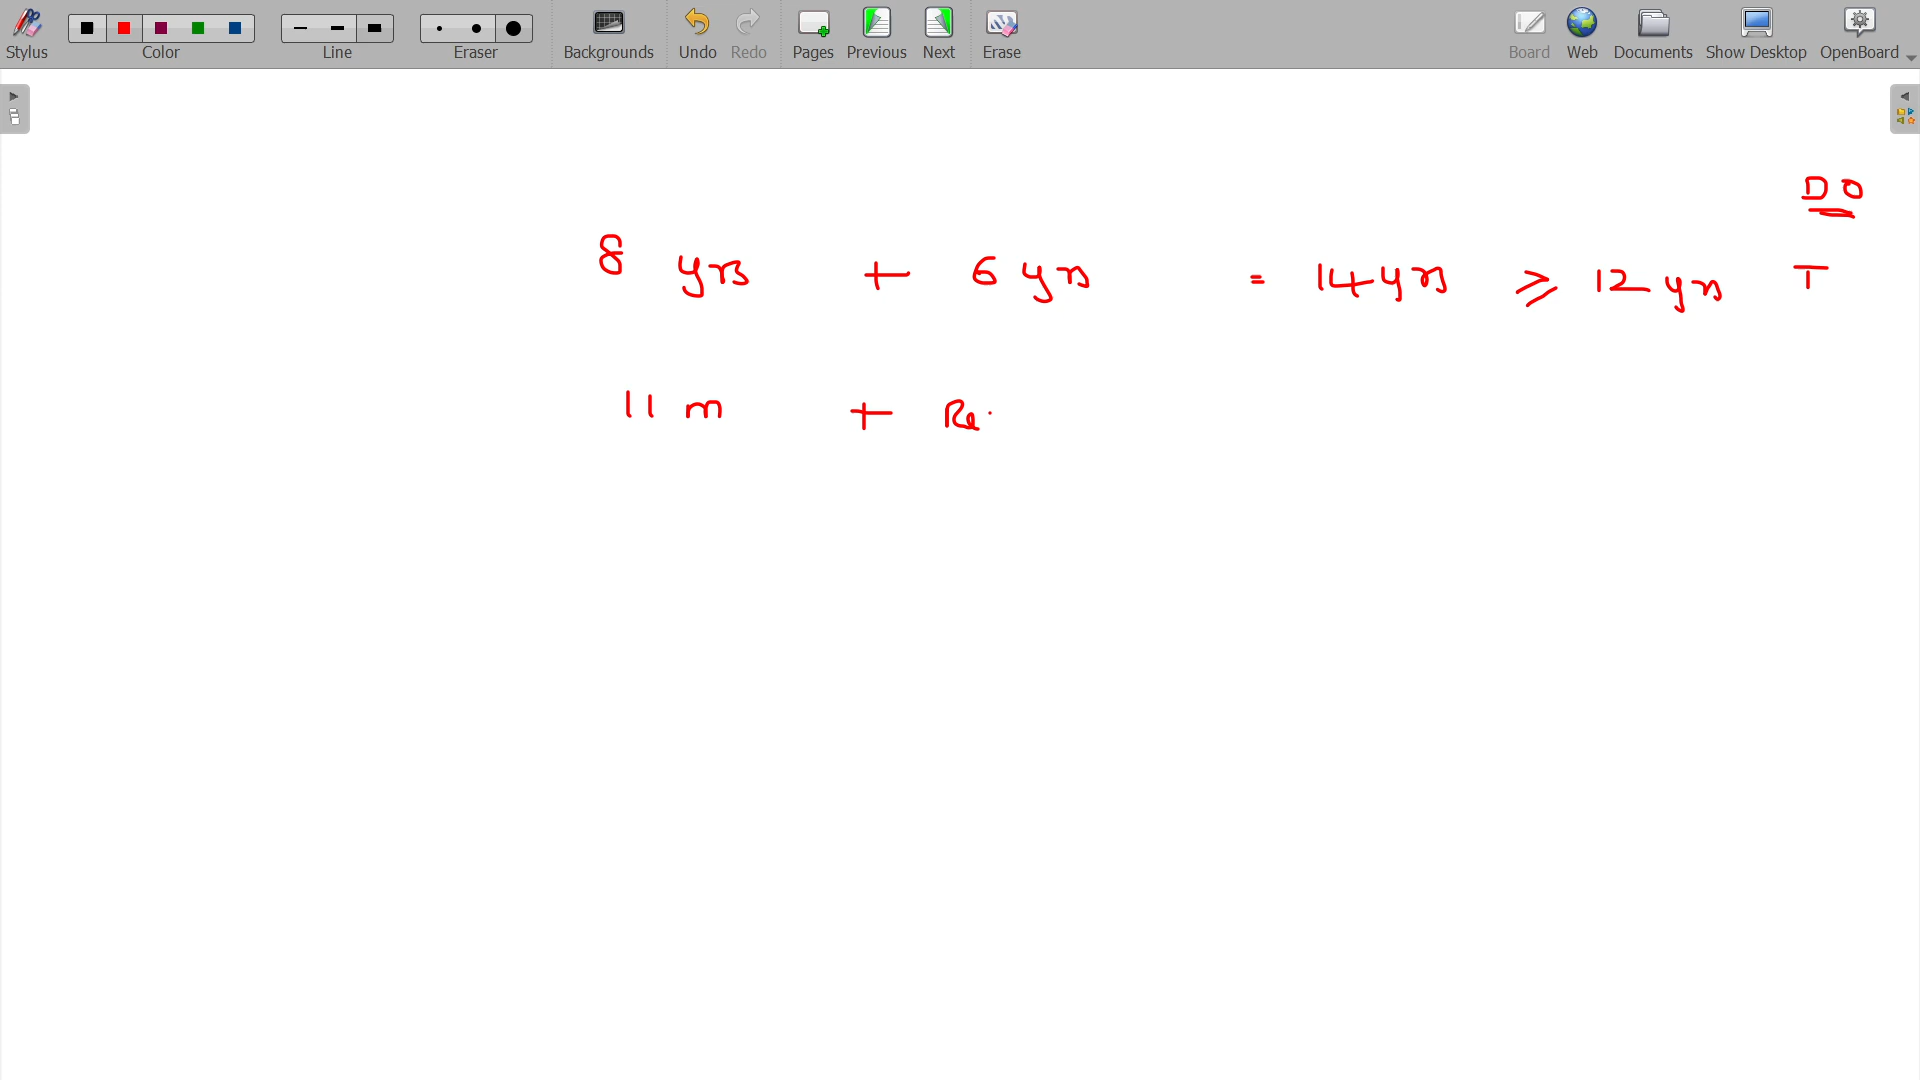 Stylus Color Line Eraser Backgrounds Undo Redo Pages Previous Next Erase Board Web Documents Show Desktop OpenBoard
DO
8 yrs + 6 yrs = 14 yrs ⩾ 12 yrs T
11 m + Re